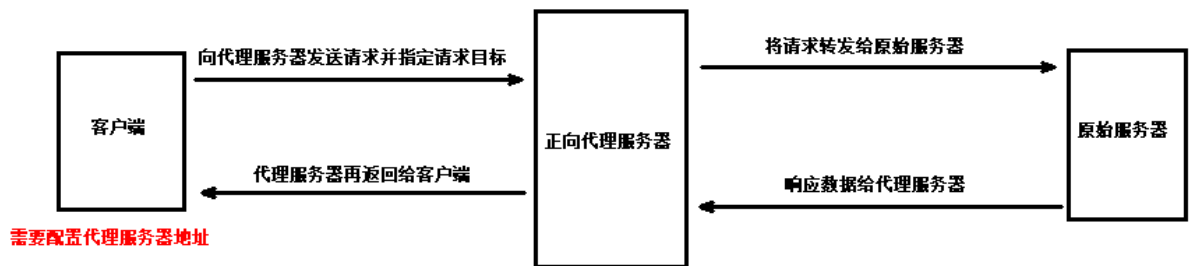 向代理服务器发送请求并指定请求目标
将请求转发给原始服务器
客户端
正向代理服务器
原始服务器
代理服务器再返回给客户端
响应数据给代理服务器
需要配置代理服务器地址